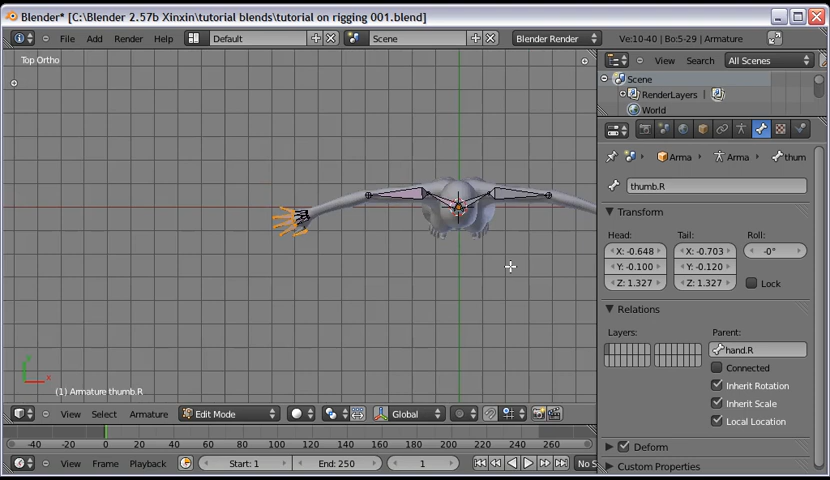 Blender* [C:\Blender 2.57b Xinxin\tutorial blends\tutorial on rigging 001.blend]
File Add Render Help Default Scene Blender Render Ve:10-40 | Bo:5-29 | Armature
Top Ortho
View Search All Scenes
Scene
RenderLayers
World
Arma Arma thum
thumb.R
Transform
Head: Tail: Roll:
X: -0.648 X: -0.703 -0°
Y: -0.100 Y: -0.120
Z: 1.327 Z: 1.327 Lock
Relations
Layers: Parent:
hand.R
Connected
Inherit Rotation
Inherit Scale
Local Location
Y
X
(1) Armature thumb.R
View Select Armature Edit Mode Global
-40 -20 0 20 40 60 80 100 120 140 160 180 200 220 240 260
Deform
View Frame Playback Start: 1 End: 250 1 No S
Custom Properties